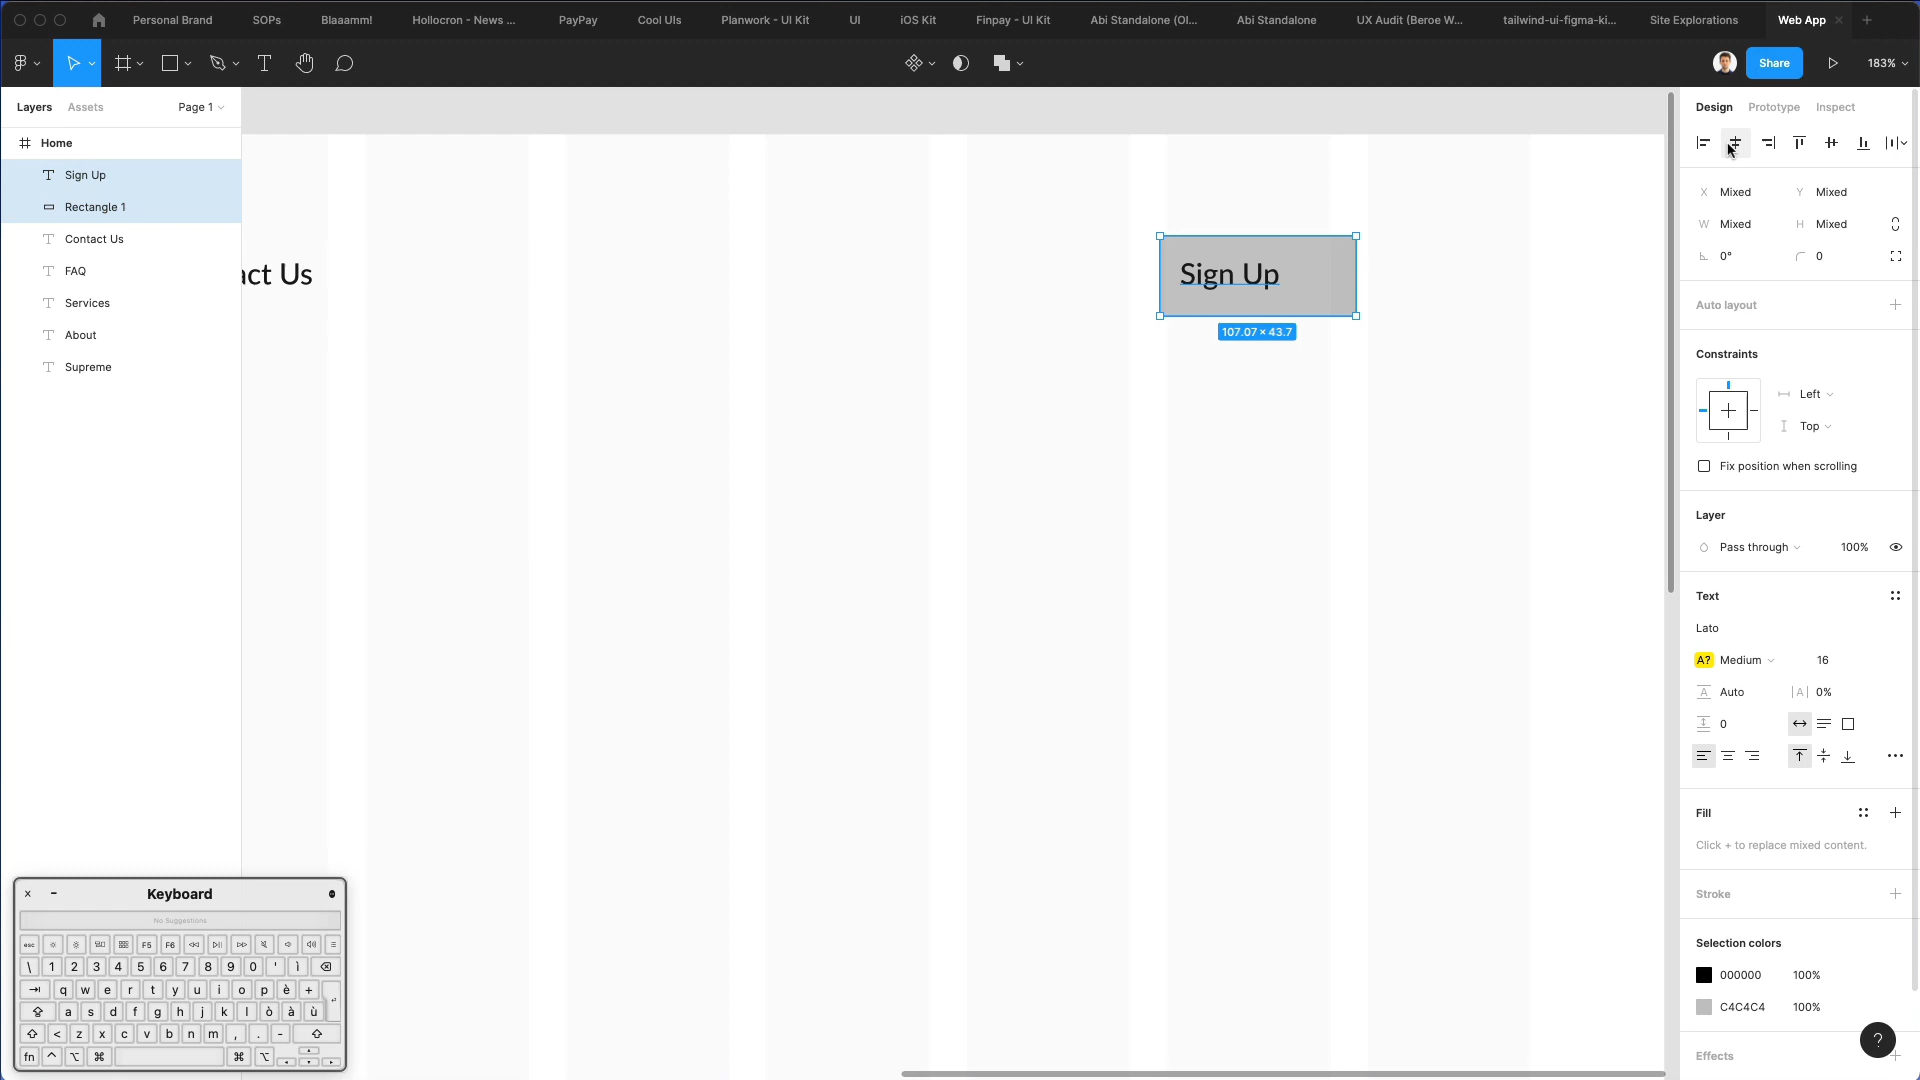 Personal Brand
SOPs
Blaaamm!
Hollocron - News ...
PayPay
Cool UIs
Planwork - UI Kit
UI
iOS Kit
Finpay - UI Kit
Abi Standalone (Ol...
Abi Standalone
UX Audit (Beroe W...
tailwind-ui-figma-ki...
Site Explorations
Web App
Share
183%
Layers
Assets
Page 1
Home
Sign Up
Rectangle 1
Contact Us
FAQ
Services
About
Supreme
act Us
Sign Up
107.07 × 43.7
Design
Prototype
Inspect
X Mixed
Y Mixed
W Mixed
H Mixed
0°
0
Auto layout
Constraints
Left
Top
Fix position when scrolling
Layer
Pass through
100%
Text
Lato
A? Medium
16
A Auto
|A| 0%
0
Fill
Click + to replace mixed content.
Stroke
Selection colors
000000 100%
C4C4C4 100%
Effects
?
x - Keyboard
No Suggestions
esc F5 F6
\ 1 2 3 4 5 6 7 8 9 0 ' ì
q w e r t y u i o p è +
a s d f g h j k l ò à ù
< z x c v b n m , . -
fn ^ ⌥ ⌘ ⌘ ⌥